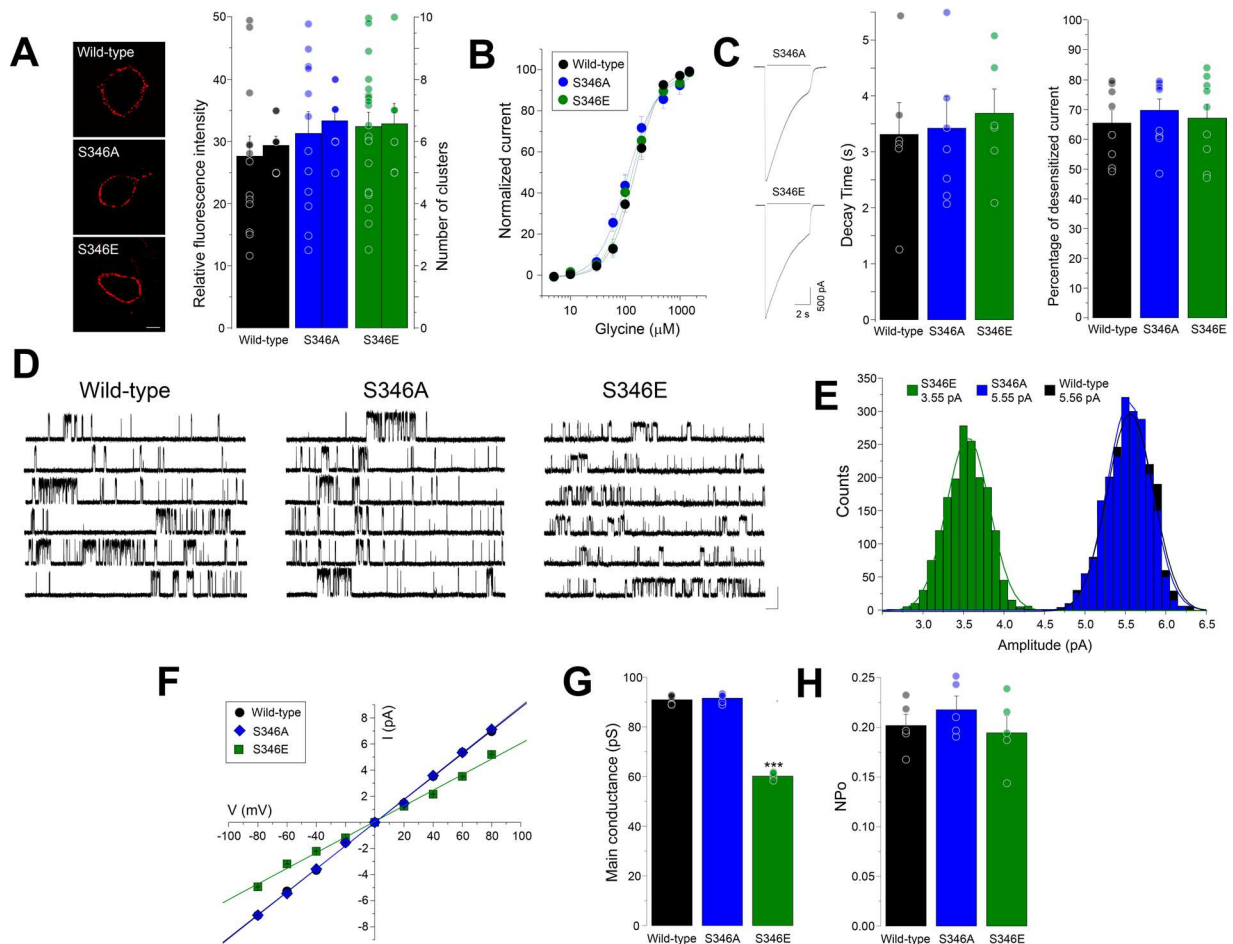 A
Wild-type
S346A
S346E
Relative fluorescence intensity
50
40
30
20
10
0
Wild-type S346A S346E
10
8
6
4
2
0
Number of clusters
B
Wild-type
S346A
S346E
Normalized current
100
80
60
40
20
0
10 100 1000
Glycine (μM)
C
S346A
S346E
500 pA
2 s
Decay Time (s)
6
5
4
3
2
1
0
Wild-type S346A S346E
Percentage of desensitized current
100
90
80
70
60
50
40
30
20
10
0
Wild-type S346A S346E
D
Wild-type S346A S346E
E
S346E S346A Wild-type
3.55 pA 5.55 pA 5.56 pA
Counts
350
300
250
200
150
100
50
0
3.0 3.5 4.0 4.5 5.0 5.5 6.0 6.5
Amplitude (pA)
F
Wild-type
S346A
S346E
I (pA)
8
6
4
2
V (mV)
-100 -80 -60 -40 -20 20 40 60 80 100
-2
-4
-6
-8
G
Main conductance (pS)
100
80
60
40
20
0
***
Wild-type S346A S346E
H
NPo
0.25
0.20
0.15
0.10
0.05
0.00
Wild-type S346A S346E